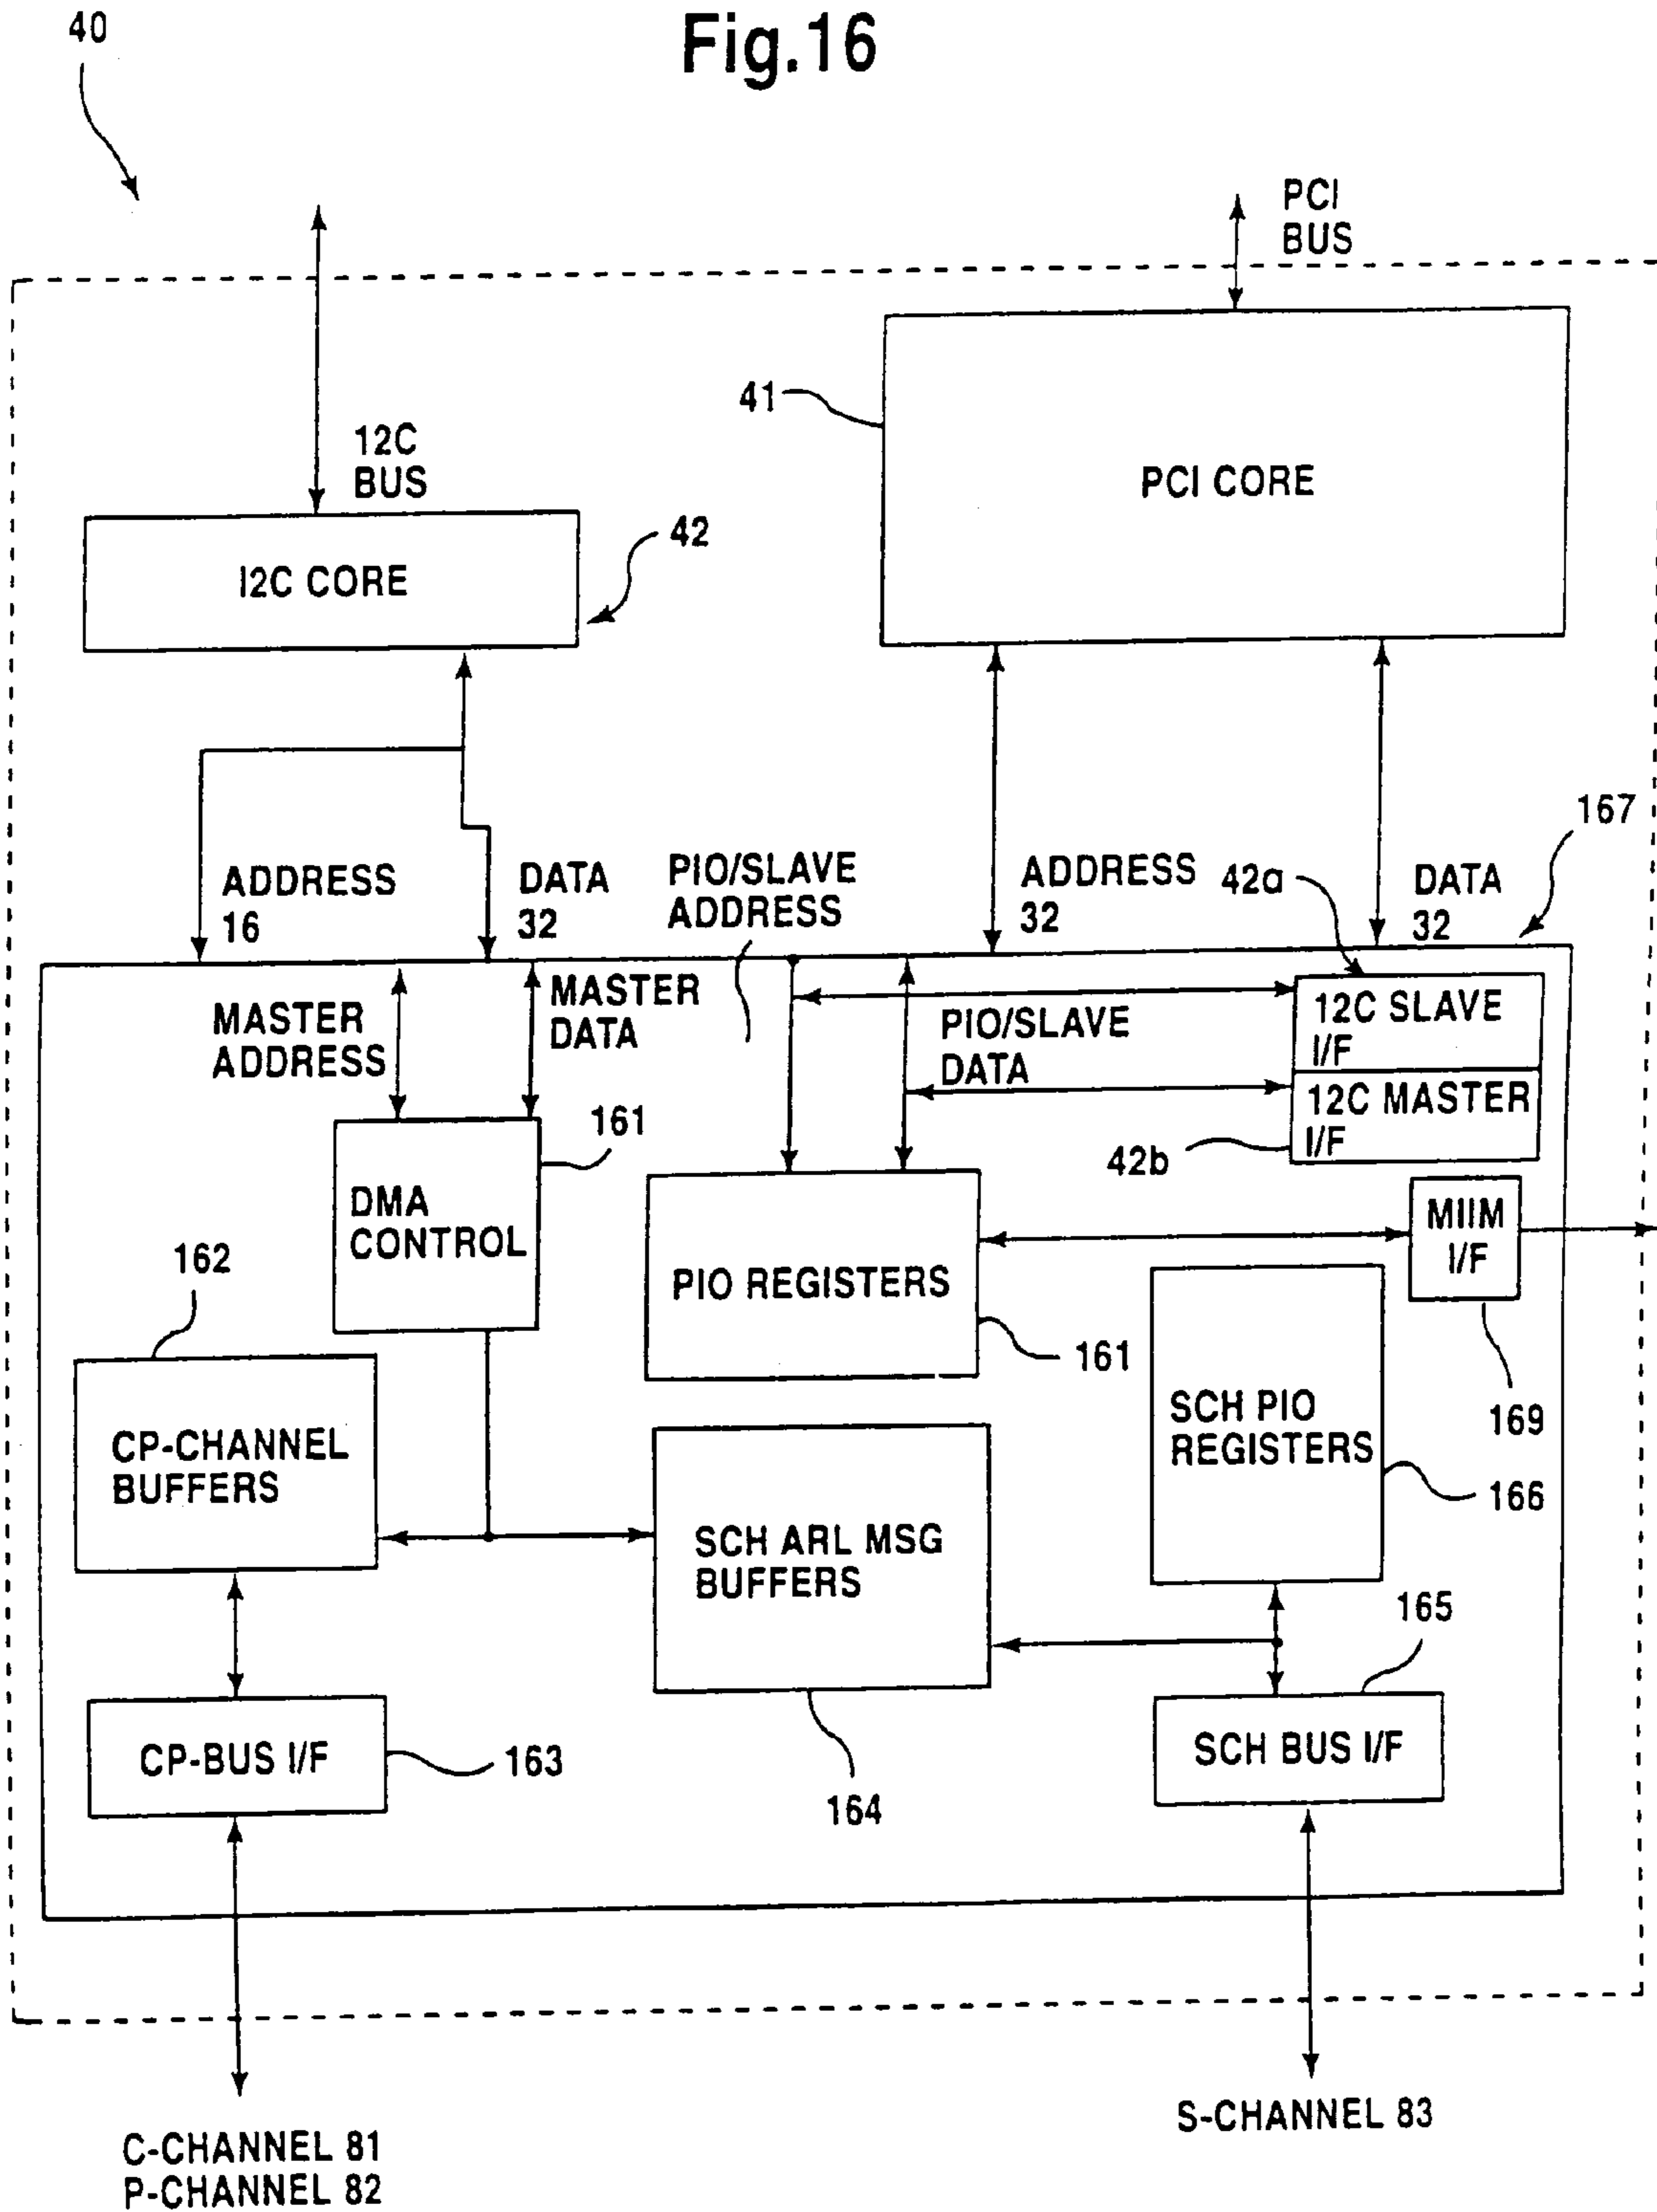 Fig.16
40
PCI
BUS
41
PCI CORE
12C
BUS
42
I2C CORE
167
ADDRESS
16
DATA
32
PIO/SLAVE
ADDRESS
ADDRESS
32
42a
DATA
32
MASTER
ADDRESS
MASTER
DATA
PIO/SLAVE
DATA
12C SLAVE
I/F
12C MASTER
I/F
42b
161
DMA
CONTROL
PIO REGISTERS
161
MIIM
I/F
169
162
CP-CHANNEL
BUFFERS
SCH PIO
REGISTERS
166
SCH ARL MSG
BUFFERS
164
165
CP-BUS I/F
163
SCH BUS I/F
C-CHANNEL 81
P-CHANNEL 82
S-CHANNEL 83